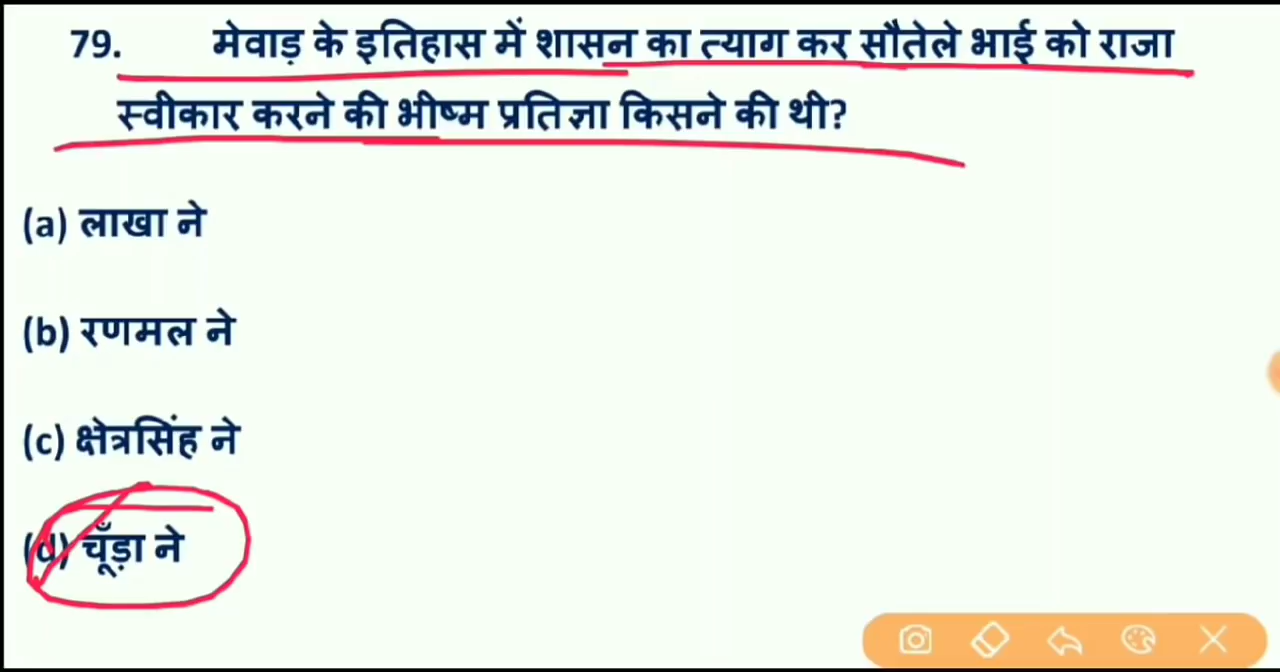 79. मेवाड़ के इतिहास में शासन का त्याग कर सौतेले भाई को राजा
स्वीकार करने की भीष्म प्रतिज्ञा किसने की थी?
(a) लाखा ने
(b) रणमल ने
(c) क्षेत्रसिंह ने
(d) चूँड़ा ने